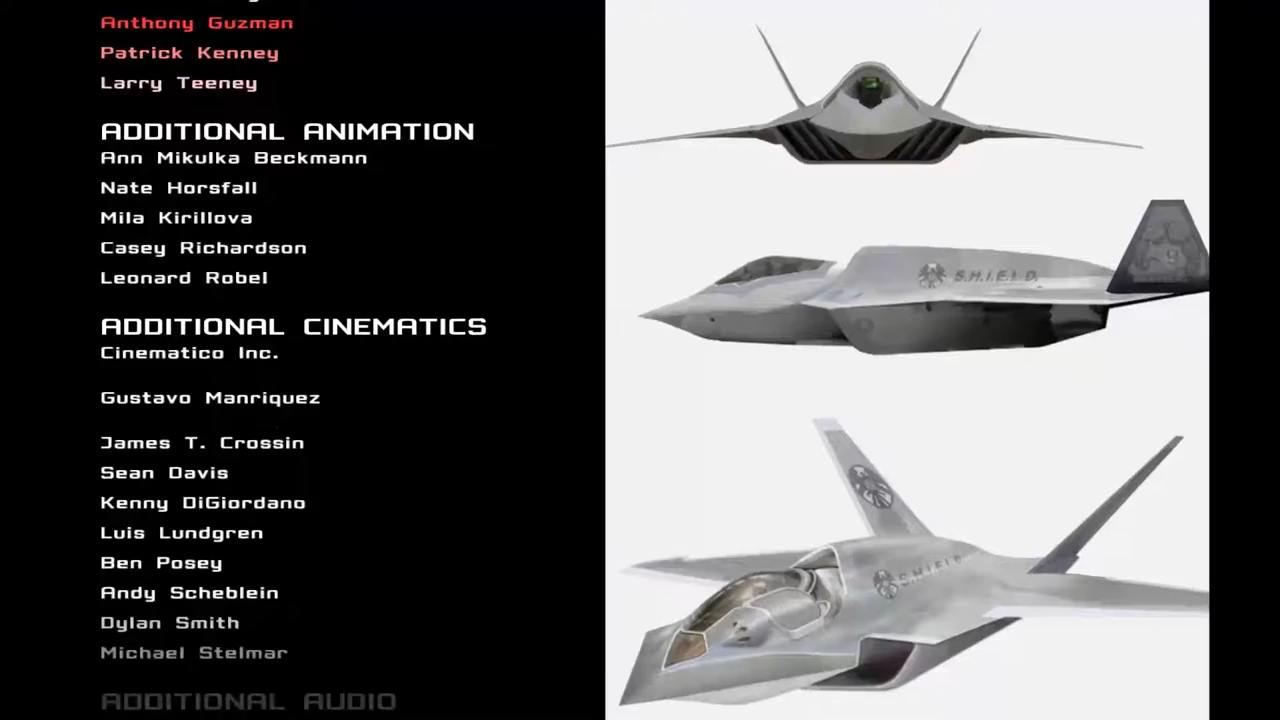 Anthony Guzman
Patrick Kenney
Larry Teeney
ADDITIONAL ANIMATION
Ann Mikulka Beckmann
Nate Horsfall
Mila Kirillova
Casey Richardson
Leonard Robel
ADDITIONAL CINEMATICS
Cinematico Inc.
Gustavo Manriquez
James T. Crossin
Sean Davis
Kenny DiGiordano
Luis Lundgren
Ben Posey
Andy Scheblein
Dylan Smith
Michael Stelmar
ADDITIONAL AUDIO
9
S.H.I.E.L.D.
S.H.I.E.L.D.